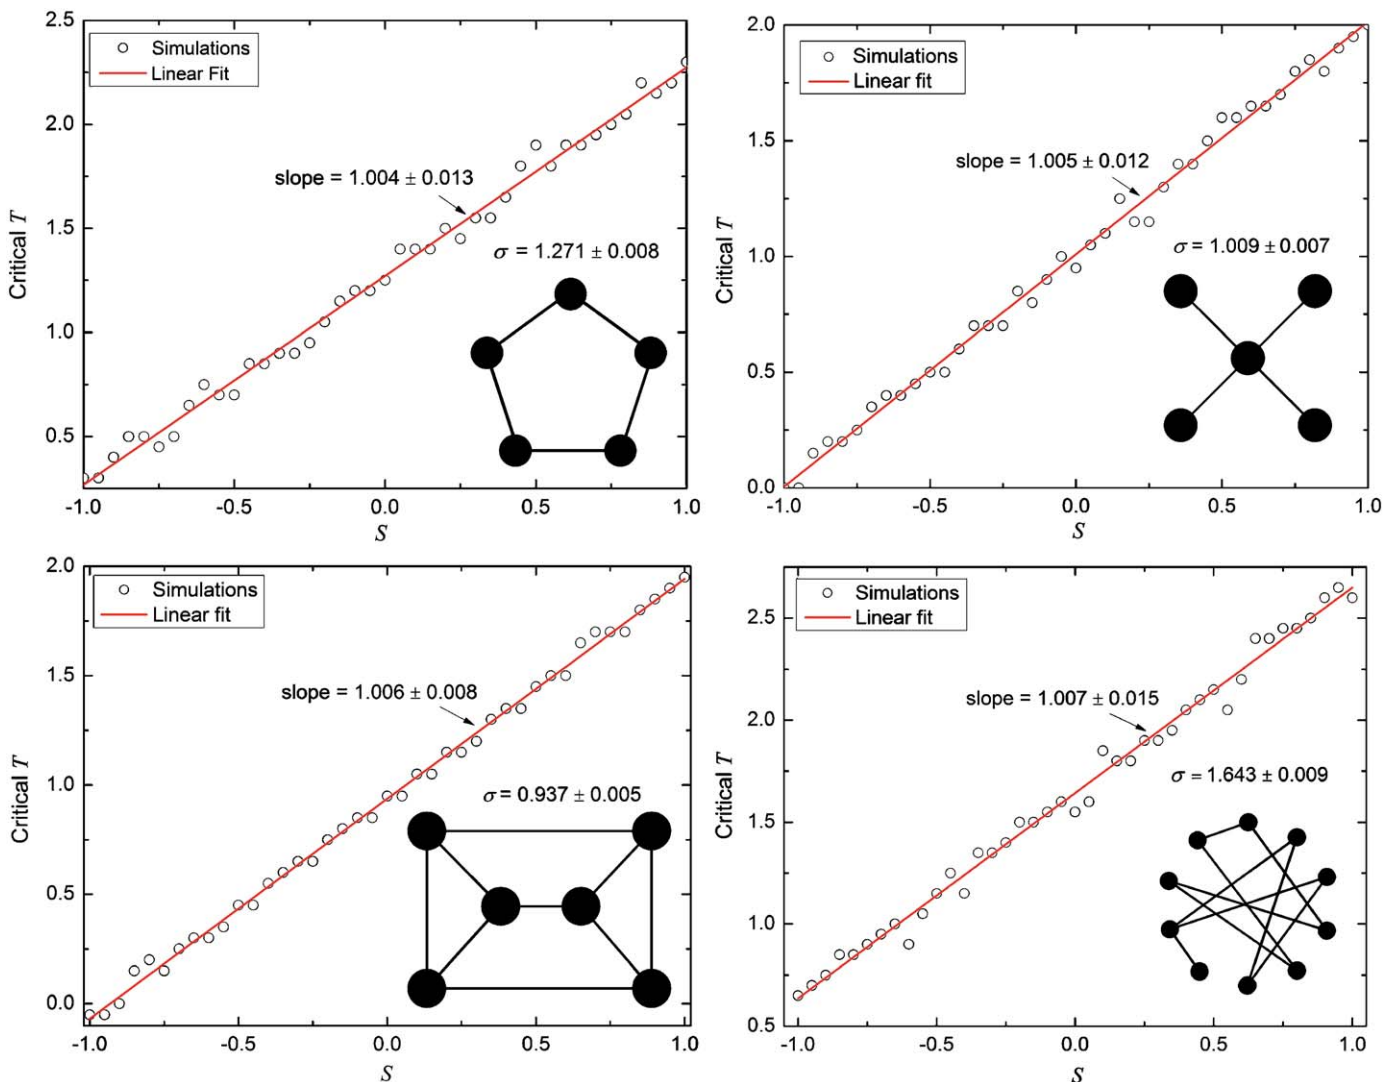 2.5
2.0
1.5
1.0
0.5
Critical T
Simulations
Linear Fit
slope = 1.004 ± 0.013
σ = 1.271 ± 0.008
-1.0 -0.5 0.0 0.5 1.0
S
2.0
1.5
1.0
0.5
0.0
Critical T
Simulations
Linear fit
slope = 1.005 ± 0.012
σ = 1.009 ± 0.007
-1.0 -0.5 0.0 0.5 1.0
S
2.0
1.5
1.0
0.5
0.0
Critical T
Simulations
Linear fit
slope = 1.006 ± 0.008
σ = 0.937 ± 0.005
-1.0 -0.5 0.0 0.5 1.0
S
2.5
2.0
1.5
1.0
0.5
Critical T
Simulations
Linear fit
slope = 1.007 ± 0.015
σ = 1.643 ± 0.009
-1.0 -0.5 0.0 0.5 1.0
S